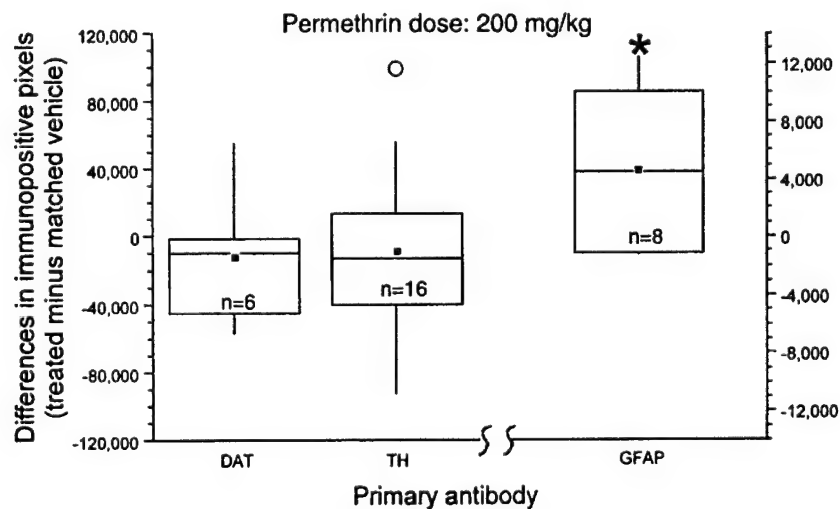 Permethrin dose: 200 mg/kg
Differences in immunopositive pixels
(treated minus matched vehicle)
120,000
80,000
40,000
0
-40,000
-80,000
-120,000
12,000
8,000
4,000
0
-4,000
-8,000
-12,000
*
n=6
n=16
n=8
DAT
TH
GFAP
Primary antibody